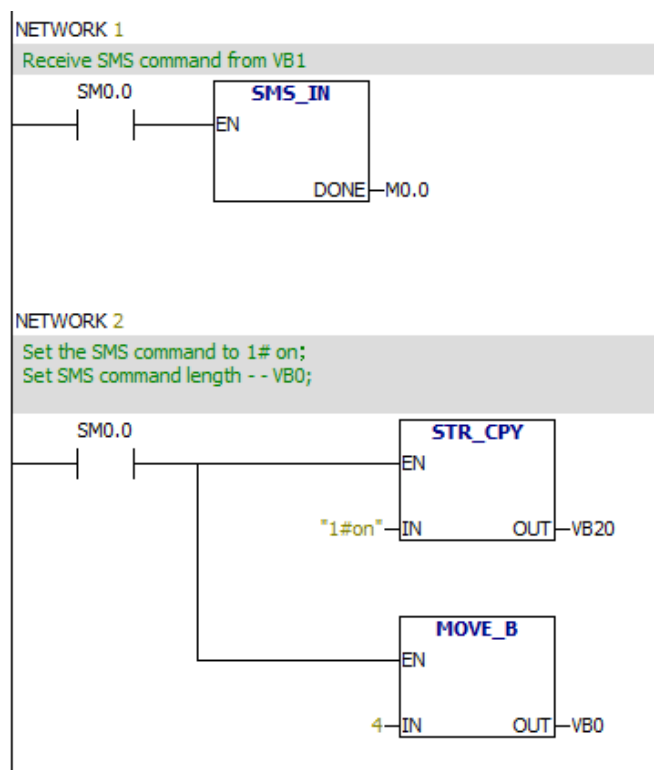 NETWORK 1
Receive SMS command from VB1
SM0.0
SMS_IN
EN
DONE
M0.0
NETWORK 2
Set the SMS command to 1# on;
Set SMS command length - - VB0;
SM0.0
STR_CPY
EN
"1#on" IN OUT VB20
MOVE_B
EN
4 IN OUT VB0